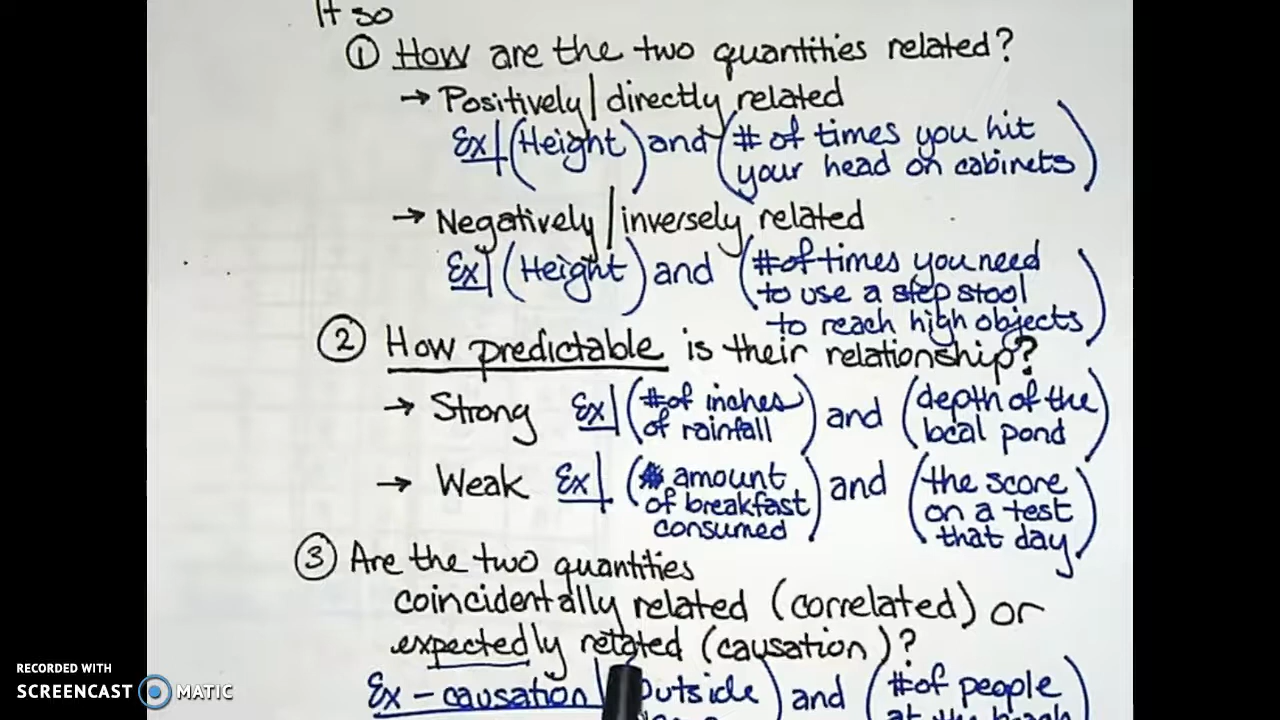 If so
① How are the two quantities related?
→ Positively/directly related
Ex| (Height) and (# of times you hit
your head on cabinets)
→ Negatively/inversely related
Ex| (Height) and (# of times you need
to use a step stool
to reach high objects)
② How predictable is their relationship?
→ Strong Ex| (# of inches of rainfall) and (depth of the local pond)
→ Weak Ex| (amount of breakfast consumed) and (the score on a test that day)
③ Are the two quantities
coincidentally related (correlated) or
expectedly related (causation)?
Ex - causation| outside) and (# of people
at the beach
RECORDED WITH
SCREENCAST MATIC